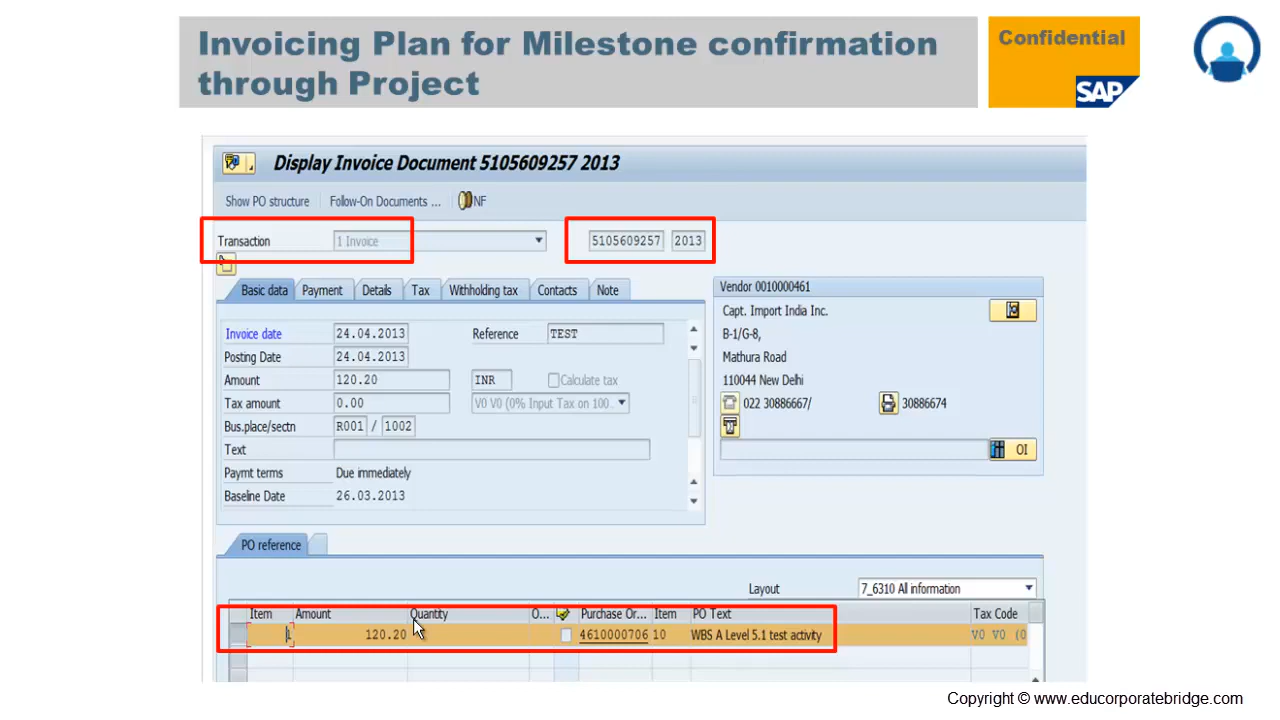 Invoicing Plan for Milestone confirmation
through Project
Confidential
SAP
Display Invoice Document 5105609257 2013
Show PO structure Follow-On Documents ... NF
Transaction 1 Invoice 5105609257 2013
Basic data Payment Details Tax Withholding tax Contacts Note
Invoice date 24.04.2013 Reference TEST
Posting Date 24.04.2013
Amount 120.20 INR Calculate tax
Tax amount 0.00 V0 V0 (0% Input Tax on 100.
Bus.place/sectn R001 / 1002
Text
Paymt terms Due immediately
Baseline Date 26.03.2013
Vendor 0010000461
Capt. Import India Inc.
B-1/G-8,
Mathura Road
110044 New Delhi
022 30886667/ 30886674
OI
PO reference
Layout 7_6310 All information
Item Amount Quantity O... Purchase Or... Item PO Text Tax Code
1 120.20 4610000706 10 WBS A Level 5.1 test activity V0 V0 (0
Copyright © www.educorporatebridge.com